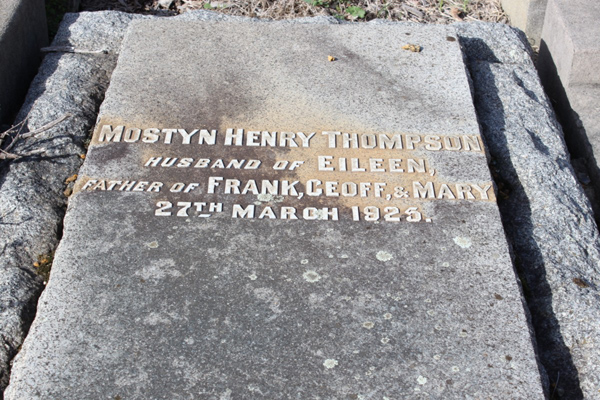 MOSTYN HENRY THOMPSON
HUSBAND OF EILEEN,
FATHER OF FRANK, GEOFF, & MARY
27TH MARCH 1925.